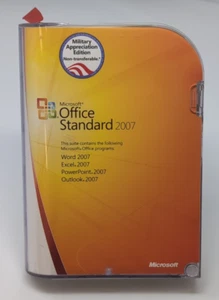 Military
Appreciation
Edition
Non-transferable.
Microsoft®
Office
Standard 2007
This suite contains the following
Microsoft® Office programs:
Word 2007
Excel® 2007
PowerPoint® 2007
Outlook® 2007
Microsoft